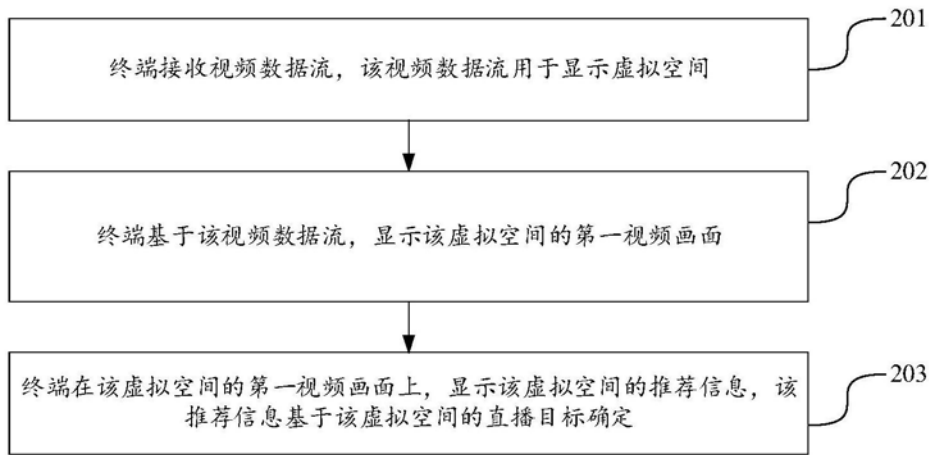 201
终端接收视频数据流，该视频数据流用于显示虚拟空间
202
终端基于该视频数据流，显示该虚拟空间的第一视频画面
203
终端在该虚拟空间的第一视频画面上，显示该虚拟空间的推荐信息，该
推荐信息基于该虚拟空间的直播目标确定